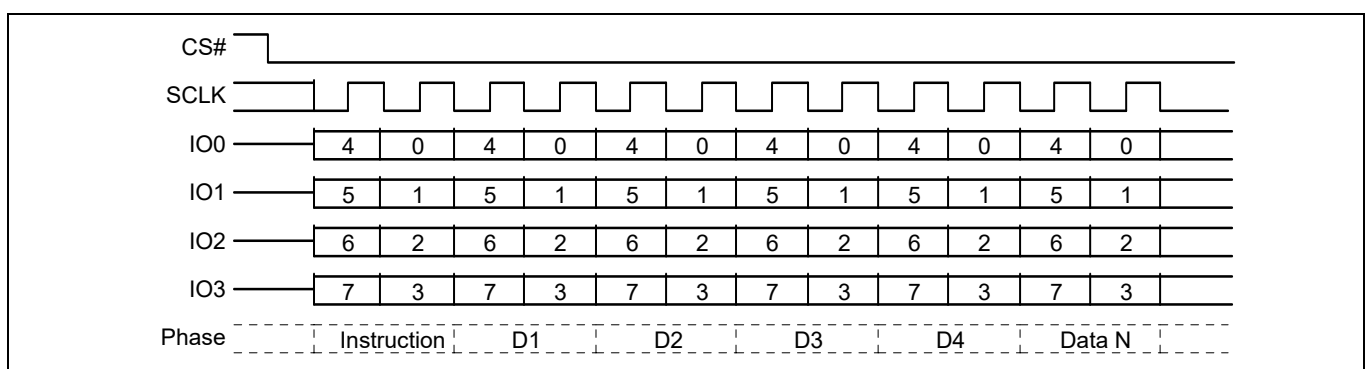 CS#
SCLK
IO0 4 0 4 0 4 0 4 0 4 0 4 0
IO1 5 1 5 1 5 1 5 1 5 1 5 1
IO2 6 2 6 2 6 2 6 2 6 2 6 2
IO3 7 3 7 3 7 3 7 3 7 3 7 3
Phase Instruction D1 D2 D3 D4 Data N